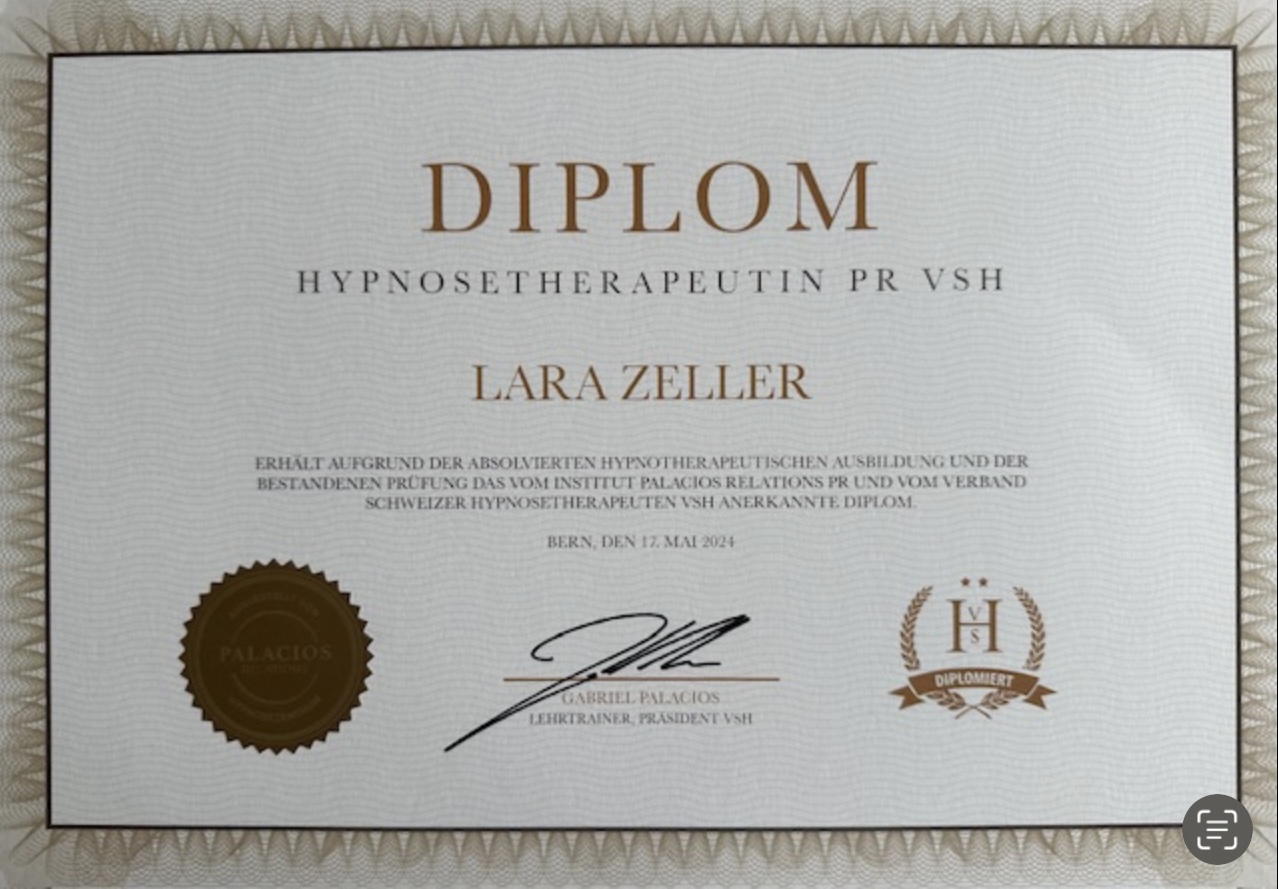 DIPLOM
HYPNOSETHERAPEUTIN PR VSH
LARA ZELLER
ERHÄLT AUFGRUND DER ABSOLVIERTEN HYPNOTHERAPEUTISCHEN AUSBILDUNG UND DER
BESTANDENEN PRÜFUNG DAS VOM INSTITUT PALACIOS RELATIONS PR UND VOM VERBAND
SCHWEIZER HYPNOSETHERAPEUTEN VSH ANERKANNTE DIPLOM.
BERN, DEN 17. MAI 2024
PALACIOS
RELATIONS
GABRIEL PALACIOS
LEHRTRAINER, PRÄSIDENT VSH
V
H
S
DIPLOMIERT